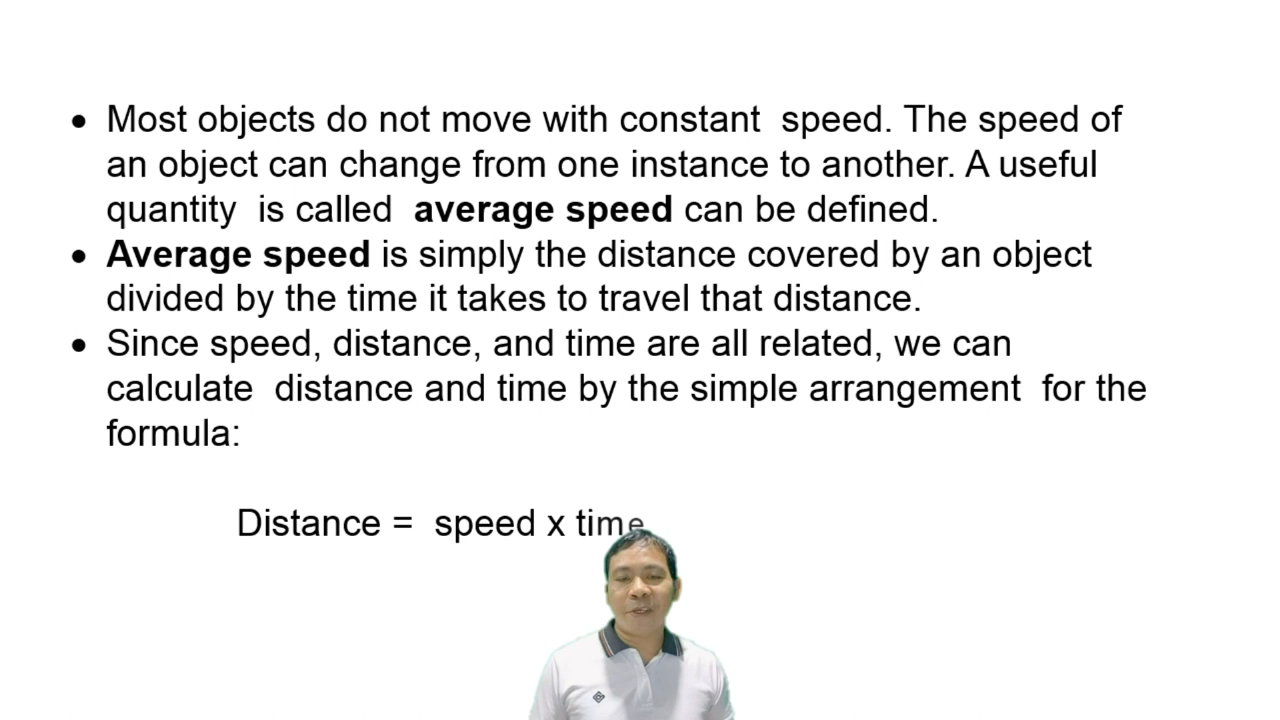 • Most objects do not move with constant  speed. The speed of
an object can change from one instance to another. A useful
quantity  is called  average speed can be defined.
• Average speed is simply the distance covered by an object
divided by the time it takes to travel that distance.
• Since speed, distance, and time are all related, we can
calculate  distance and time by the simple arrangement  for the
formula:
Distance =  speed x time